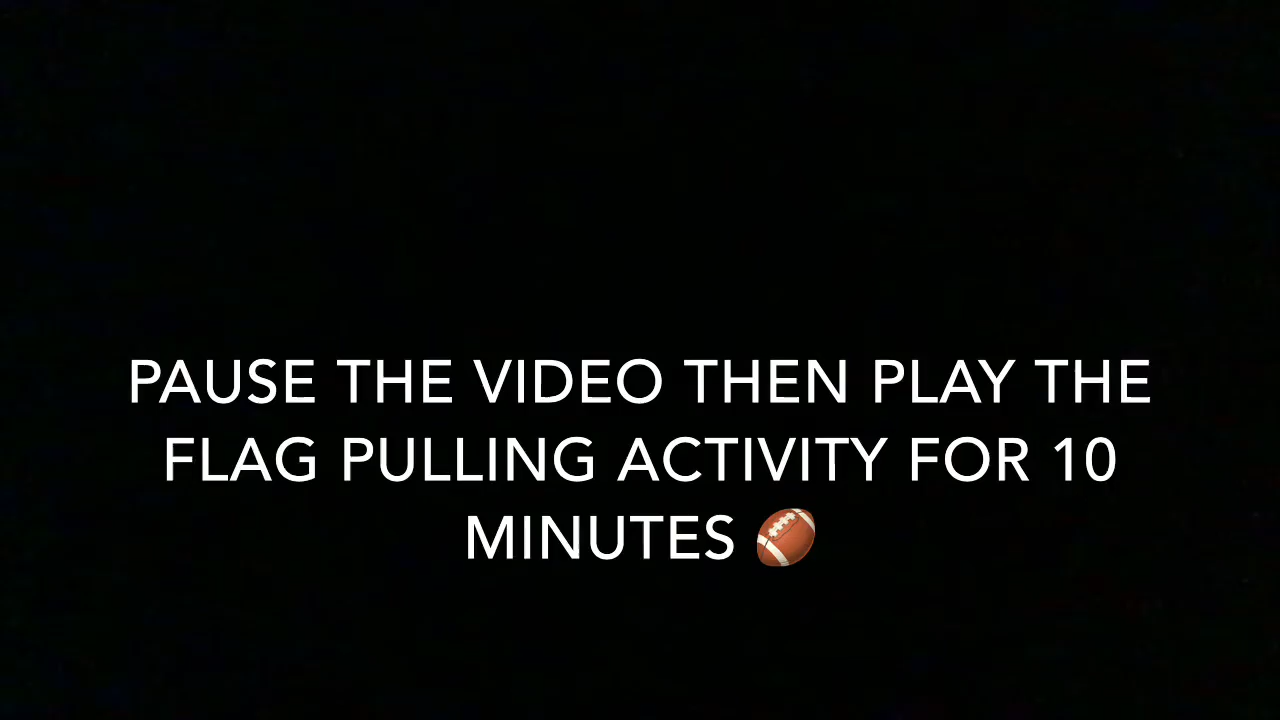 PAUSE THE VIDEO THEN PLAY THE
FLAG PULLING ACTIVITY FOR 10
MINUTES 🏈